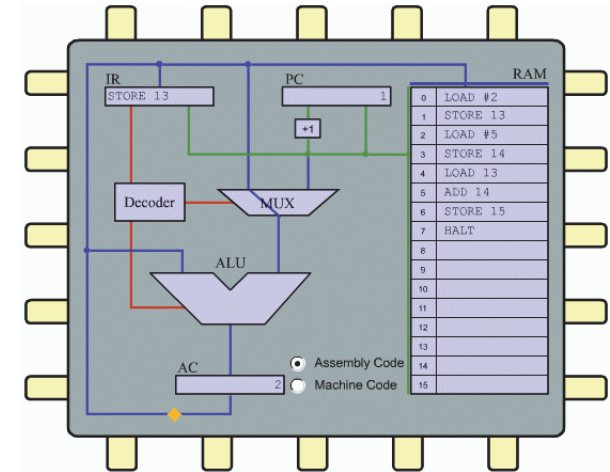 IR
STORE 13
PC
1
+1
RAM
0 LOAD #2
1 STORE 13
2 LOAD #5
3 STORE 14
4 LOAD 13
5 ADD 14
6 STORE 15
7 HALT
8
9
10
11
12
13
14
15
Decoder
MUX
ALU
AC
2
Assembly Code
Machine Code